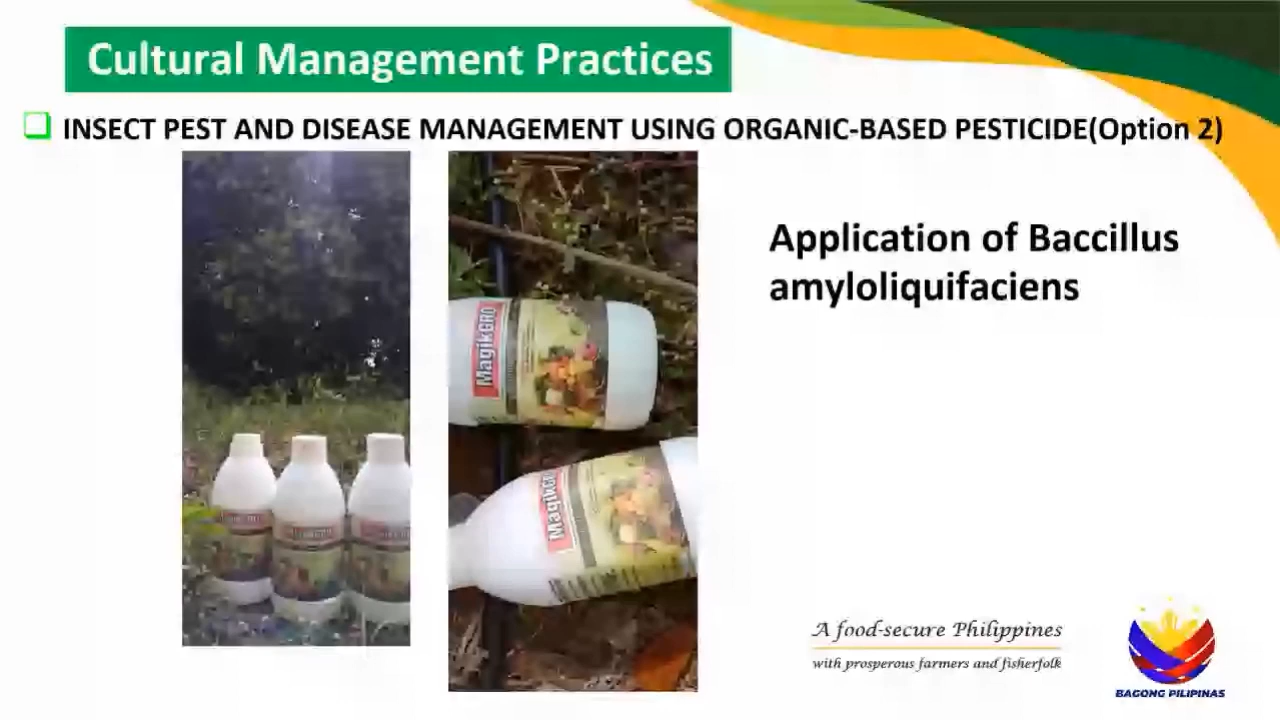 Cultural Management Practices
INSECT PEST AND DISEASE MANAGEMENT USING ORGANIC-BASED PESTICIDE(Option 2)
Application of Baccillus
amyloliquifaciens
MagikGRO
MagikGRO
A food-secure Philippines
with prosperous farmers and fisherfolk
BAGONG PILIPINAS